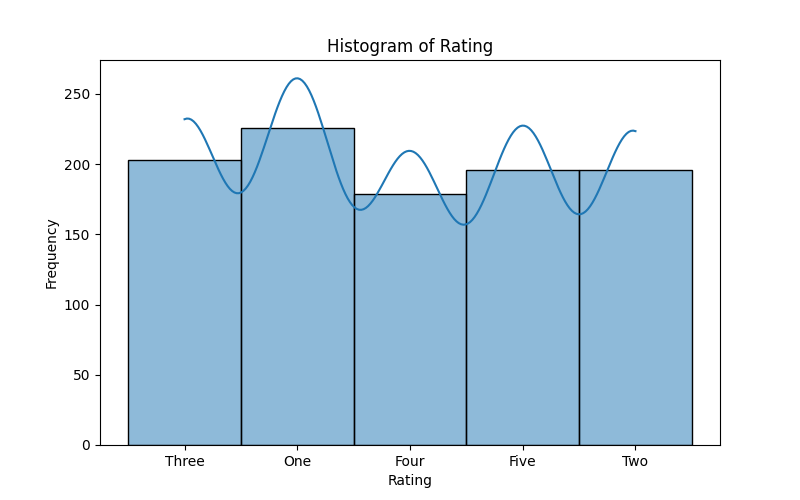 Histogram of Rating
Frequency
250
200
150
100
50
0
Three One Four Five Two
Rating